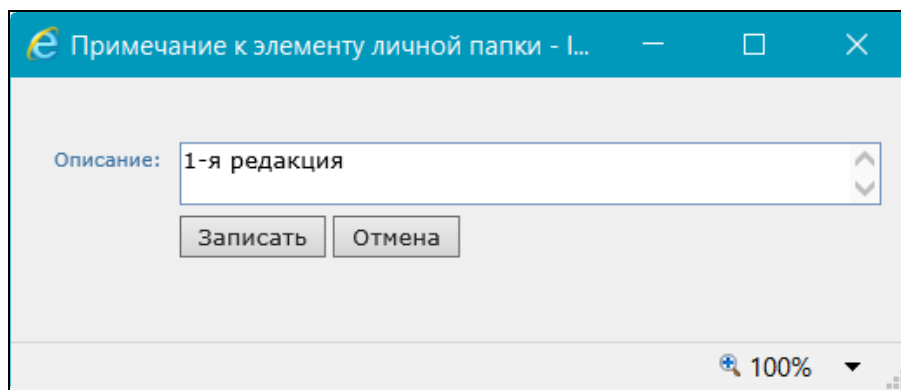 Примечание к элементу личной папки - I...
Описание: 1-я редакция
Записать Отмена
100%